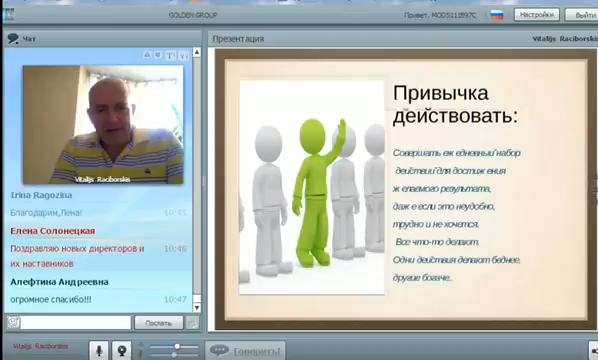 GOLDEN GROUP
Привет, MOD5111B97C
Настройки
Выйти
Чат
Презентация
Vitalijs Raciborskis
Vitalijs Raciborskis
Irina Ragozina
Благодарим,Лена!
10:45
Елена Солонецкая
Поздравляю новых директоров и
их наставников
10:46
Алефтина Андреевна
огромное спасибо!!!
10:47
Послать
Vitalijs Raciborskis
Говорить!
Привычка
действовать:
Совершать ежедневный набор
действий для достижения
желаемого результата,
даже если это неудобно,
трудно и не хочется.
Все что-то делают.
Одни действия делают беднее,
другие богаче..